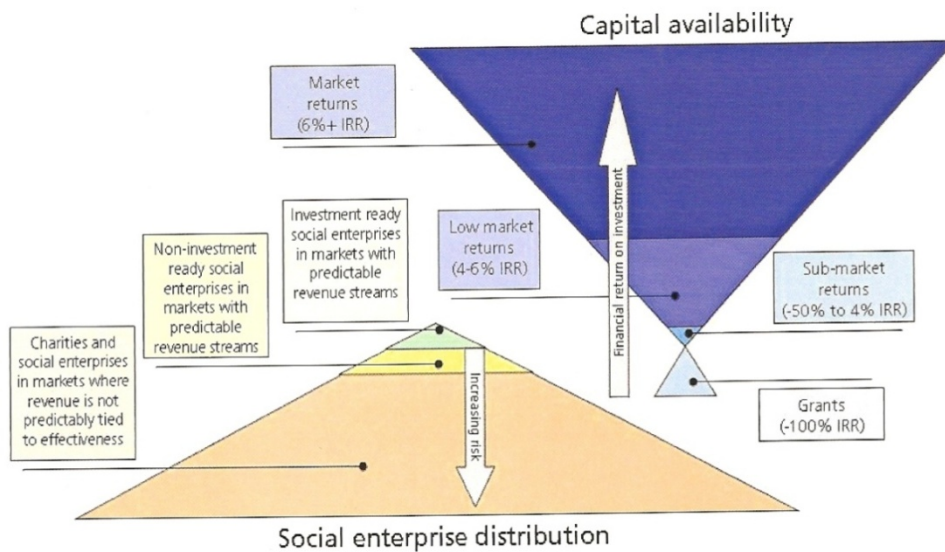 Capital availability
Market
returns
(6%+ IRR)
Investment ready
social enterprises
in markets with
predictable
revenue streams
Low market
returns
(4-6% IRR)
Financial return on investment
Non-investment
ready social
enterprises in
markets with
predictable
revenue streams
Sub-market
returns
(-50% to 4% IRR)
Charities and
social enterprises
in markets where
revenue is not
predictably tied
to effectiveness
Increasing risk
Grants
(-100% IRR)
Social enterprise distribution